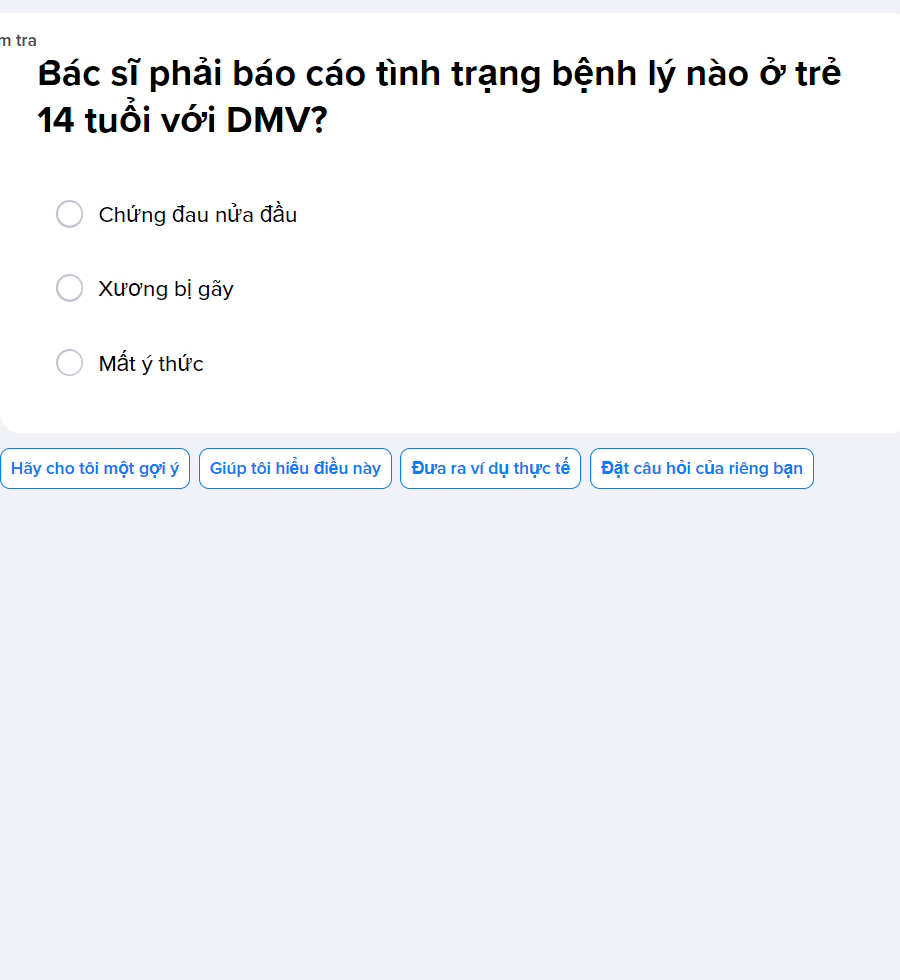 m tra
Bác sĩ phải báo cáo tình trạng bệnh lý nào ở trẻ
14 tuổi với DMV?
Chứng đau nửa đầu
Xương bị gãy
Mất ý thức
Hãy cho tôi một gợi ý
Giúp tôi hiểu điều này
Đưa ra ví dụ thực tế
Đặt câu hỏi của riêng bạn